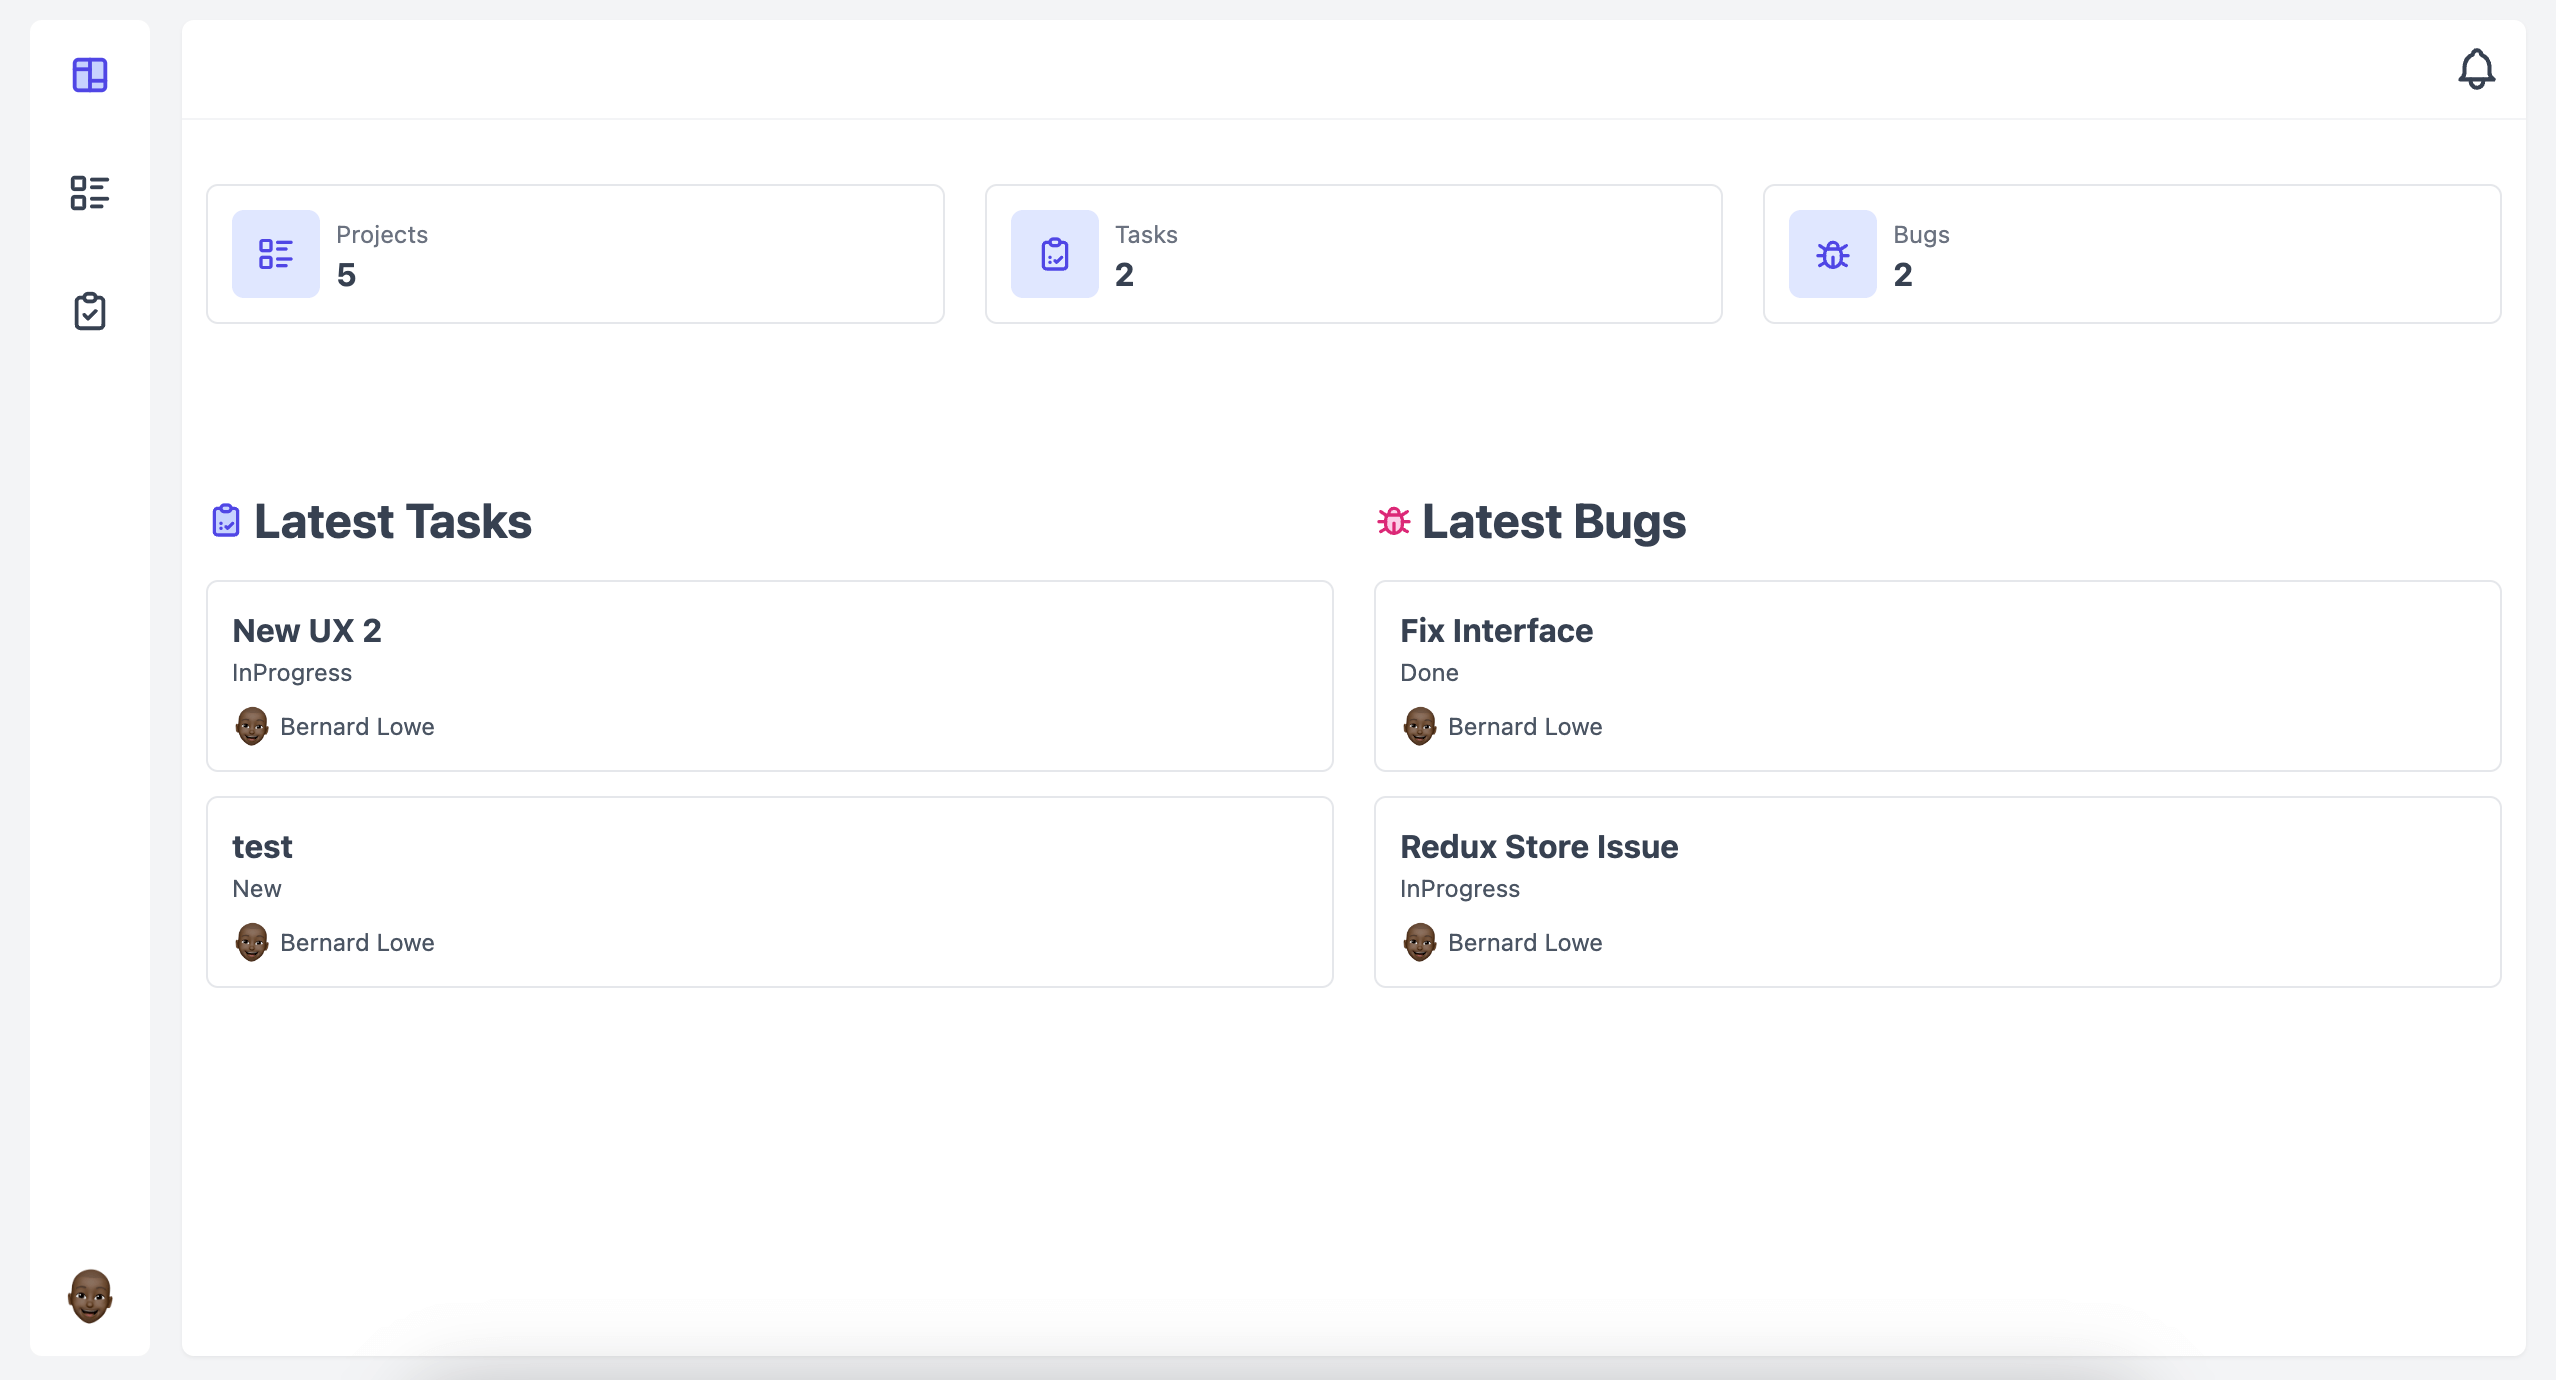 Projects
5
Tasks
2
Bugs
2
Latest Tasks
New UX 2
InProgress
Bernard Lowe
test
New
Bernard Lowe
Latest Bugs
Fix Interface
Done
Bernard Lowe
Redux Store Issue
InProgress
Bernard Lowe